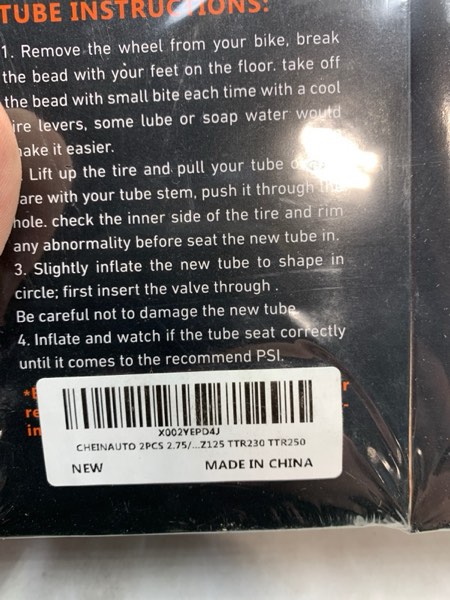 TUBE INSTRUCTIONS:
1. Remove the wheel from your bike, break
the bead with your feet on the floor. take off
the bead with small bite each time with a cool
ire levers, some lube or soap water would
ake it easier.
Lift up the tire and pull your tube
are with your tube stem, push it through the
hole. check the inner side of the tire and rim
any abnormality before seat the new tube in.
3. Slightly inflate the new tube to shape in
circle; first insert the valve through .
Be careful not to damage the new tube
4. Inflate and watch if the tube seat correctly
until it comes to the recommend PSI.
X002YEPD4J
CHEINAUTO 2PCS 2.75/...Z125 TTR230 TTR250
NEW MADE IN CHINA